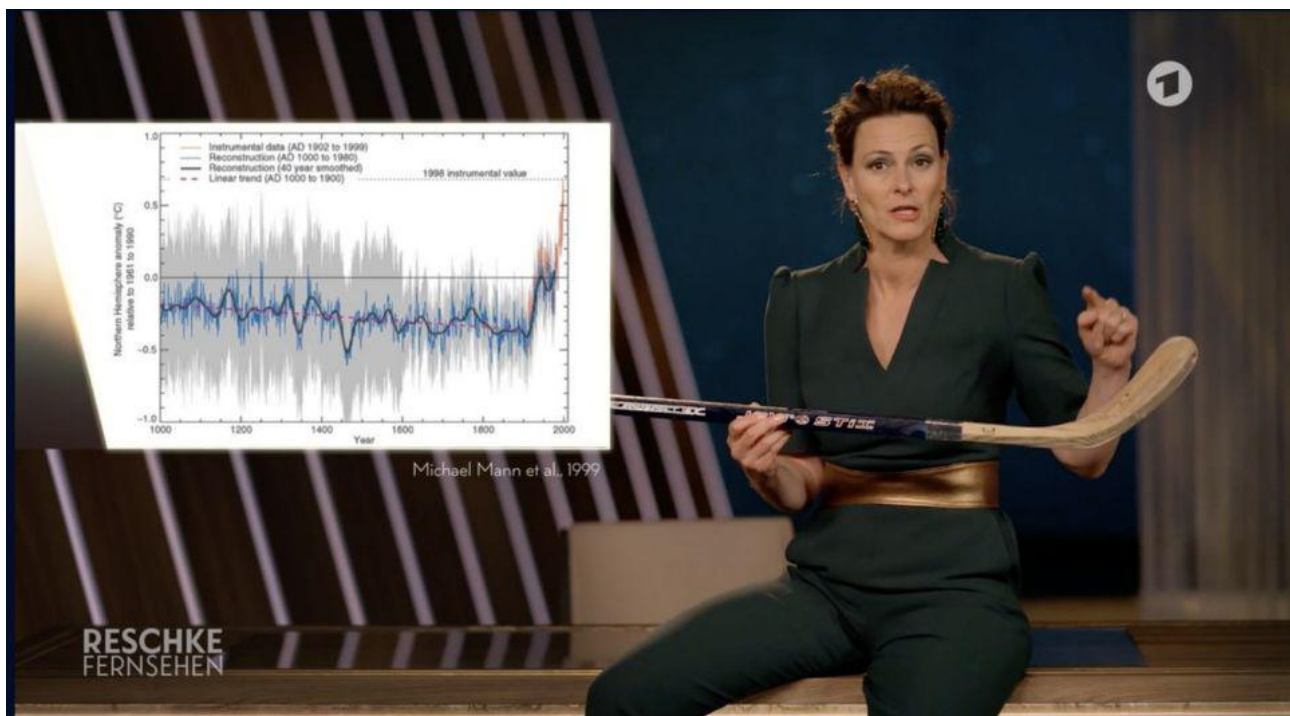 1.0
0.5
0.0
−0.5
−1.0
Northern Hemisphere anomaly (°C)
relative to 1961 to 1990
Instrumental data (AD 1902 to 1999)
Reconstruction (AD 1000 to 1980)
Reconstruction (40 year smoothed)
Linear trend (AD 1000 to 1900)
1998 instrumental value
1000 1200 1400 1600 1800 2000
Year
Michael Mann et al., 1999
1
STiX
RESCHKE
FERNSEHEN